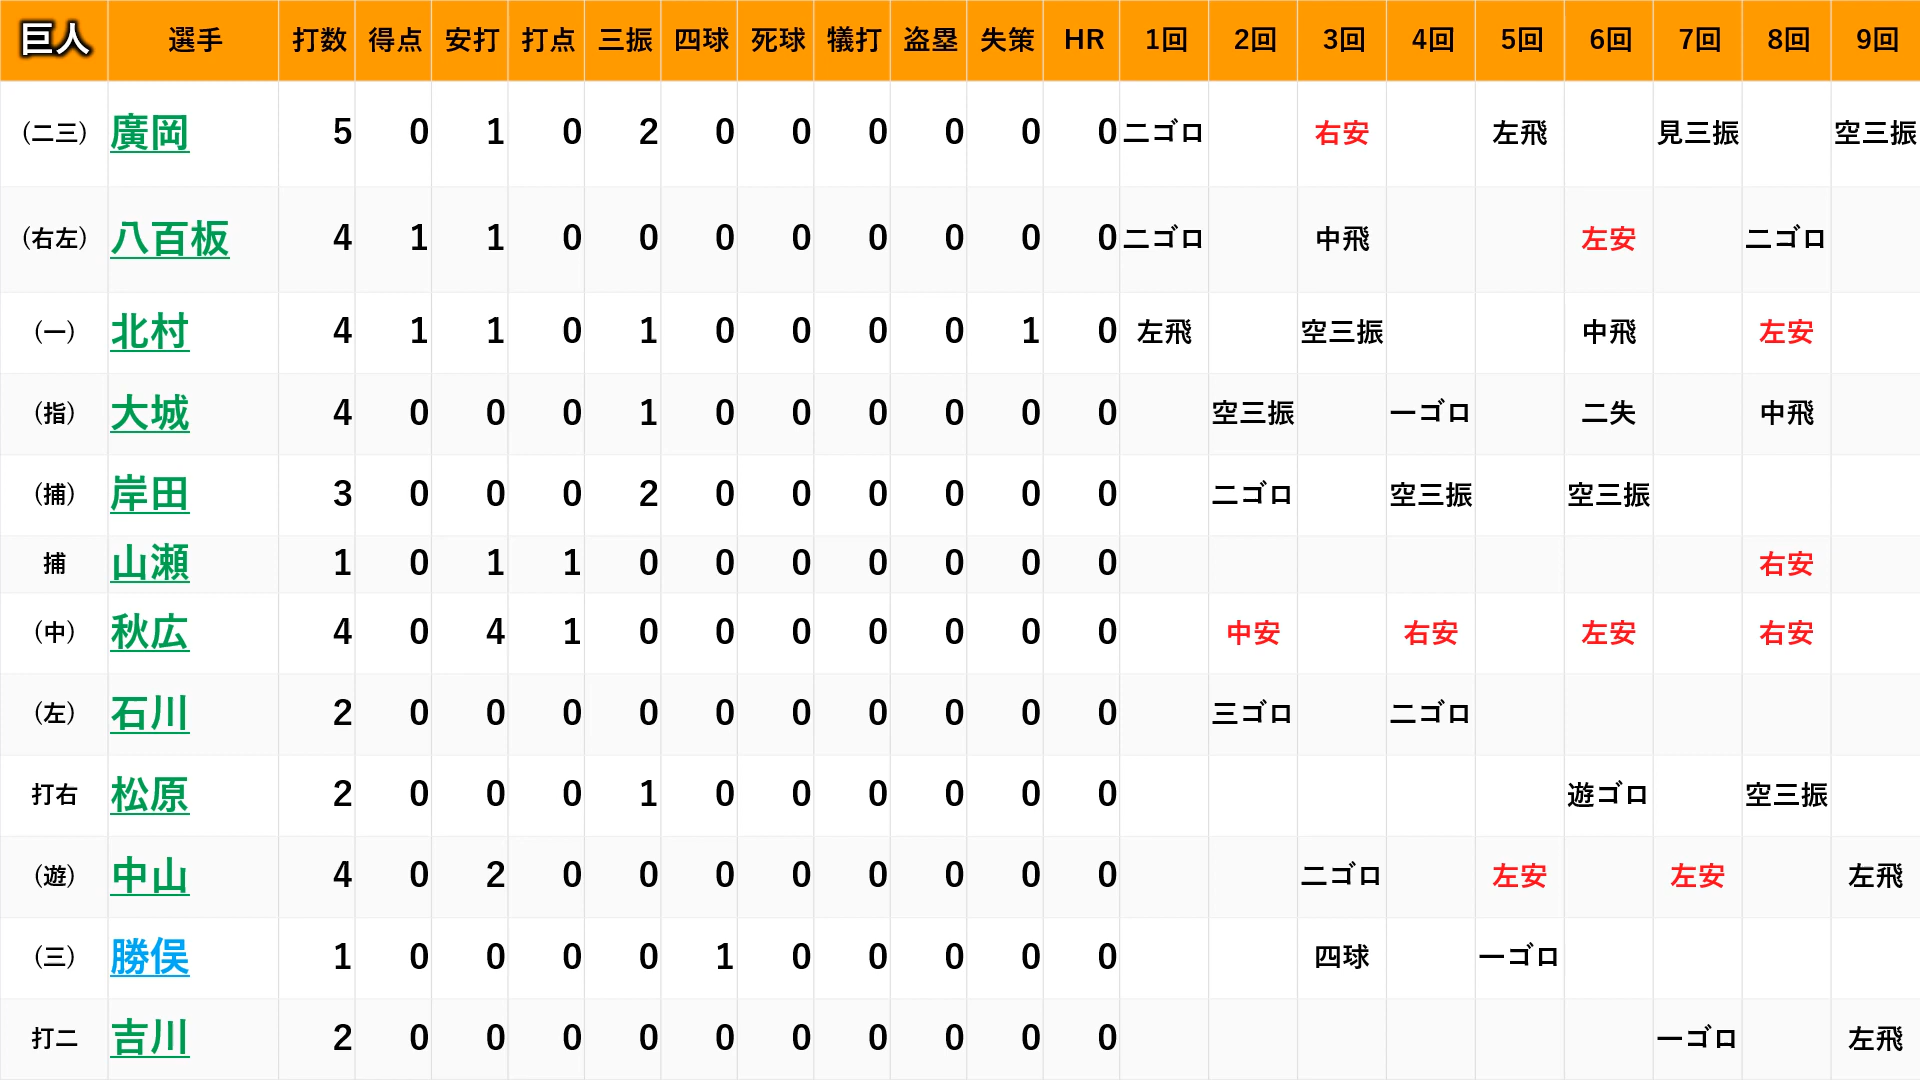 巨人 選手 打数 得点 安打 打点 三振 四球 死球 犠打 盗塁 失策 HR 1回 2回 3回 4回 5回 6回 7回 8回 9回
(二三) 廣岡 5 0 1 0 2 0 0 0 0 0 0 二ゴロ 右安 左飛 見三振 空三振
(右左) 八百板 4 1 1 0 0 0 0 0 0 0 0 二ゴロ 中飛 左安 二ゴロ
(一) 北村 4 1 1 0 1 0 0 0 0 1 0 左飛 空三振 中飛 左安
(指) 大城 4 0 0 0 1 0 0 0 0 0 0 空三振 一ゴロ 二失 中飛
(捕) 岸田 3 0 0 0 2 0 0 0 0 0 0 二ゴロ 空三振 空三振
捕 山瀬 1 0 1 1 0 0 0 0 0 0 0 右安
(中) 秋広 4 0 4 1 0 0 0 0 0 0 0 中安 右安 左安 右安
(左) 石川 2 0 0 0 0 0 0 0 0 0 0 三ゴロ 二ゴロ
打右 松原 2 0 0 0 1 0 0 0 0 0 0 遊ゴロ 空三振
(遊) 中山 4 0 2 0 0 0 0 0 0 0 0 二ゴロ 左安 左安 左飛
(三) 勝俣 1 0 0 0 0 1 0 0 0 0 0 四球 一ゴロ
打二 吉川 2 0 0 0 0 0 0 0 0 0 0 一ゴロ 左飛